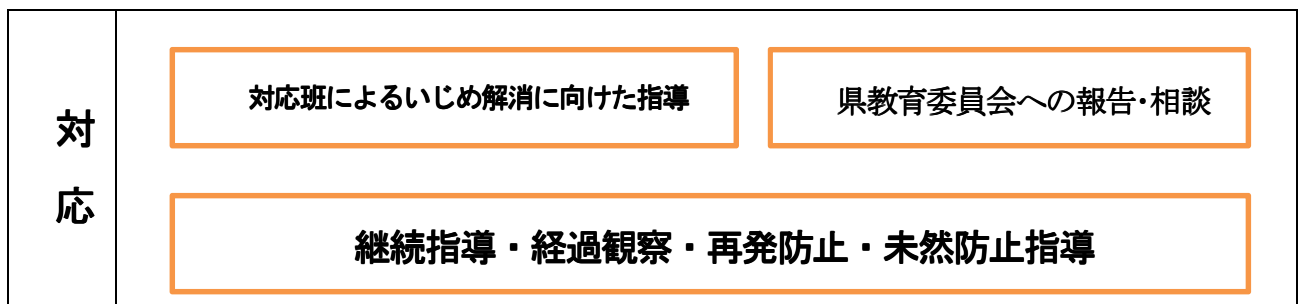 対応
対応班によるいじめ解消に向けた指導
県教育委員会への報告・相談
継続指導・経過観察・再発防止・未然防止指導